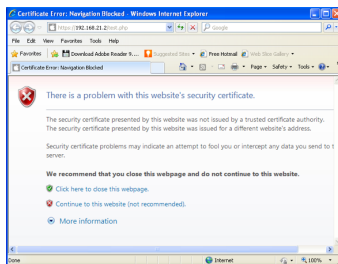 Certificate Error: Navigation Blocked - Windows Internet Explorer
https://192.168.21.2/
Google
File Edit View Favorites Tools Help
Favorites Download Adobe Reader 9.... Suggested Sites Free Hotmail Web Slice Gallery
Certificate Error: Navigation Blocked Page Safety Tools
There is a problem with this website's security certificate.
The security certificate presented by this website was not issued by a trusted certificate authority.
The security certificate presented by this website was issued for a different website's address.
Security certificate problems may indicate an attempt to fool you or intercept any data you send to t
server.
We recommend that you close this webpage and do not continue to this website.
Click here to close this webpage.
Continue to this website (not recommended).
More information
Done Internet 100%